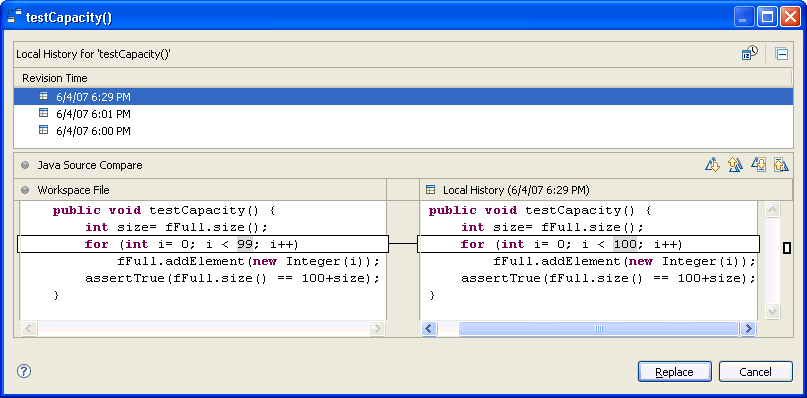 testCapacity()
Local History for 'testCapacity()'
Revision Time
6/4/07 6:29 PM
6/4/07 6:01 PM
6/4/07 6:00 PM
Java Source Compare
Workspace File
Local History (6/4/07 6:29 PM)
public void testCapacity() {
int size= fFull.size();
for (int i= 0; i < 99; i++)
fFull.addElement(new Integer(i));
assertTrue(fFull.size() == 100+size);
}
public void testCapacity() {
int size= fFull.size();
for (int i= 0; i < 100; i++)
fFull.addElement(new Integer(i));
assertTrue(fFull.size() == 100+size);
}
?
Replace
Cancel